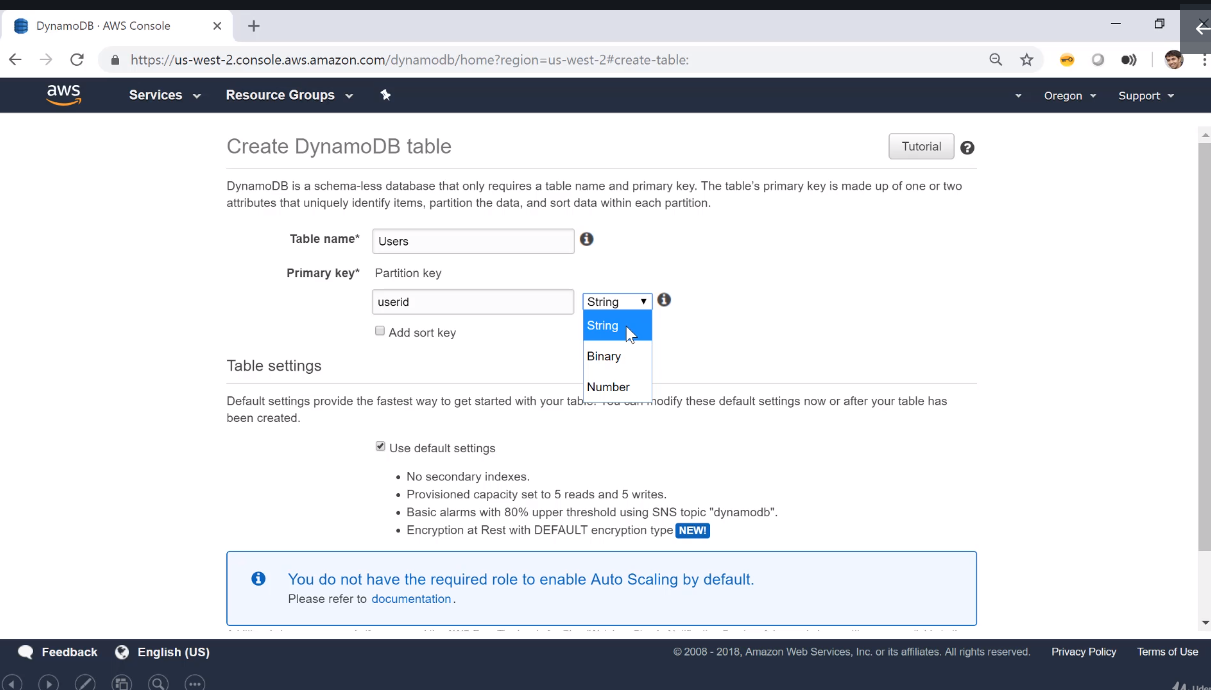 DynamoDB · AWS Console
https://us-west-2.console.aws.amazon.com/dynamodb/home?region=us-west-2#create-table:
aws Services Resource Groups Oregon Support
Create DynamoDB table Tutorial
DynamoDB is a schema-less database that only requires a table name and primary key. The table's primary key is made up of one or two
attributes that uniquely identify items, partition the data, and sort data within each partition.
Table name* Users
Primary key* Partition key
userid String
String
Add sort key
Binary
Table settings
Number
Default settings provide the fastest way to get started with your table. You can modify these default settings now or after your table has
been created.
Use default settings
• No secondary indexes.
• Provisioned capacity set to 5 reads and 5 writes.
• Basic alarms with 80% upper threshold using SNS topic "dynamodb".
• Encryption at Rest with DEFAULT encryption type NEW!
You do not have the required role to enable Auto Scaling by default.
Please refer to documentation.
Feedback English (US) © 2008 - 2018, Amazon Web Services, Inc. or its affiliates. All rights reserved. Privacy Policy Terms of Use